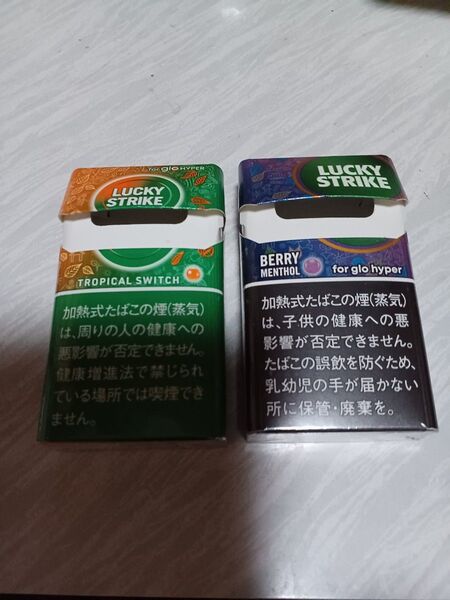 for glo HYPER
LUCKY
STRIKE
TROPICAL SWITCH
加熱式たばこの煙(蒸気)
は、周りの人の健康への
悪影響が否定できません。
健康増進法で禁じられ
ている場所では喫煙でき
ません。
LUCKY
STRIKE
BERRY
MENTHOL
for glo hyper
加熱式たばこの煙(蒸気)
は、子供の健康への悪
影響が否定できません。
たばこの誤飲を防ぐため、
乳幼児の手が届かない
所に保管・廃棄を。